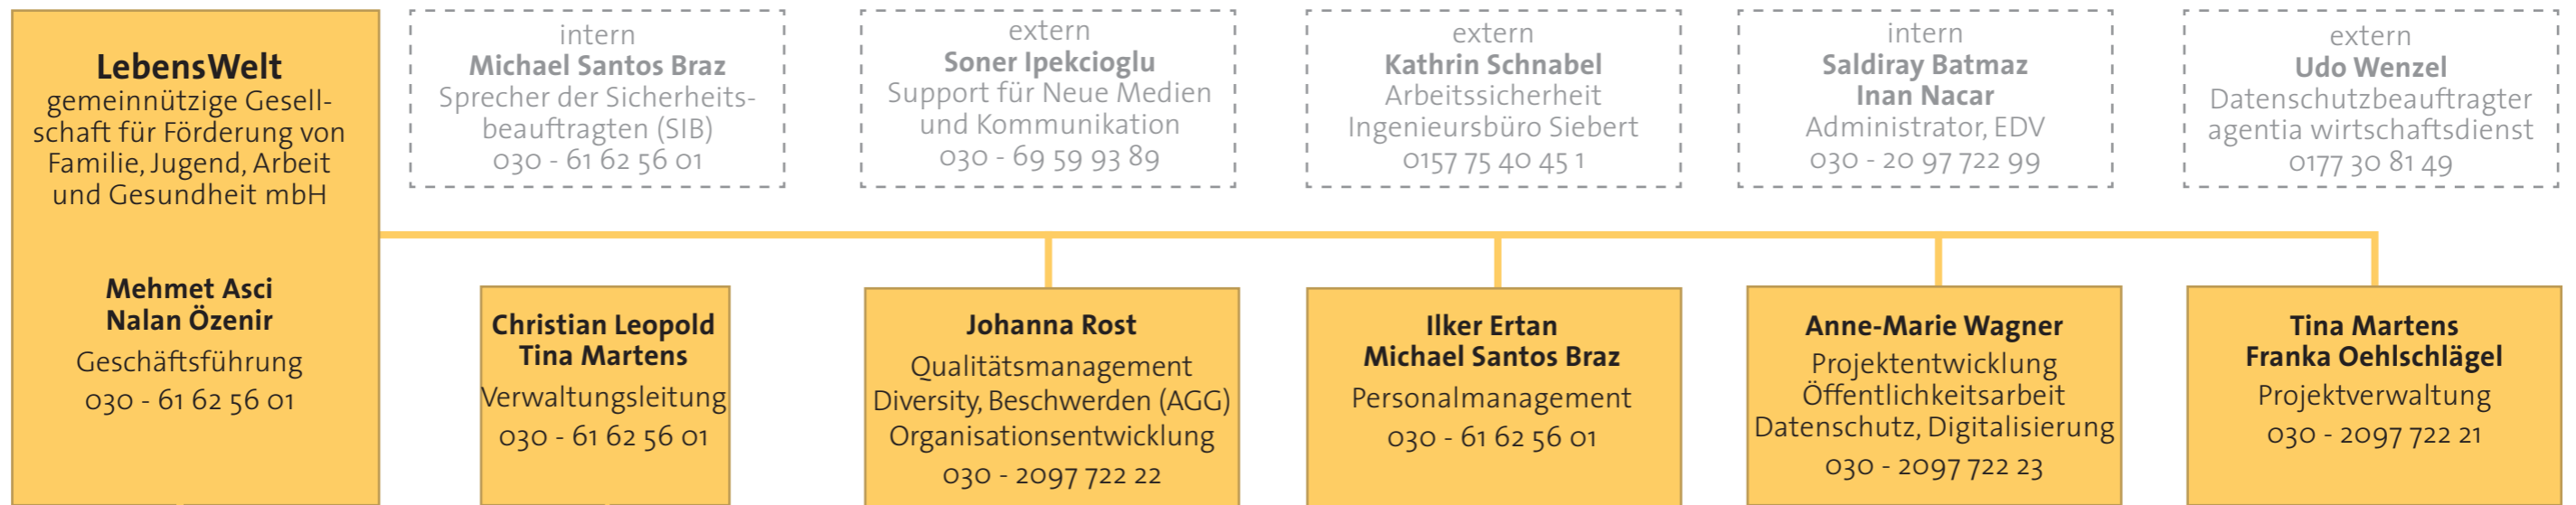 LebensWelt
gemeinnützige Gesell-
schaft für Förderung von
Familie, Jugend, Arbeit
und Gesundheit mbH
Mehmet Asci
Nalan Özenir
Geschäftsführung
030 - 61 62 56 01
intern
Michael Santos Braz
Sprecher der Sicherheits-
beauftragten (SIB)
030 - 61 62 56 01
extern
Soner Ipekcioglu
Support für Neue Medien
und Kommunikation
030 - 69 59 93 89
extern
Kathrin Schnabel
Arbeitssicherheit
Ingenieursbüro Siebert
0157 75 40 45 1
intern
Saldiray Batmaz
Inan Nacar
Administrator, EDV
030 - 20 97 722 99
extern
Udo Wenzel
Datenschutzbeauftragter
agentia wirtschaftsdienst
0177 30 81 49
Christian Leopold
Tina Martens
Verwaltungsleitung
030 - 61 62 56 01
Johanna Rost
Qualitätsmanagement
Diversity, Beschwerden (AGG)
Organisationsentwicklung
030 - 2097 722 22
Ilker Ertan
Michael Santos Braz
Personalmanagement
030 - 61 62 56 01
Anne-Marie Wagner
Projektentwicklung
Öffentlichkeitsarbeit
Datenschutz, Digitalisierung
030 - 2097 722 23
Tina Martens
Franka Oehlschlägel
Projektverwaltung
030 - 2097 722 21